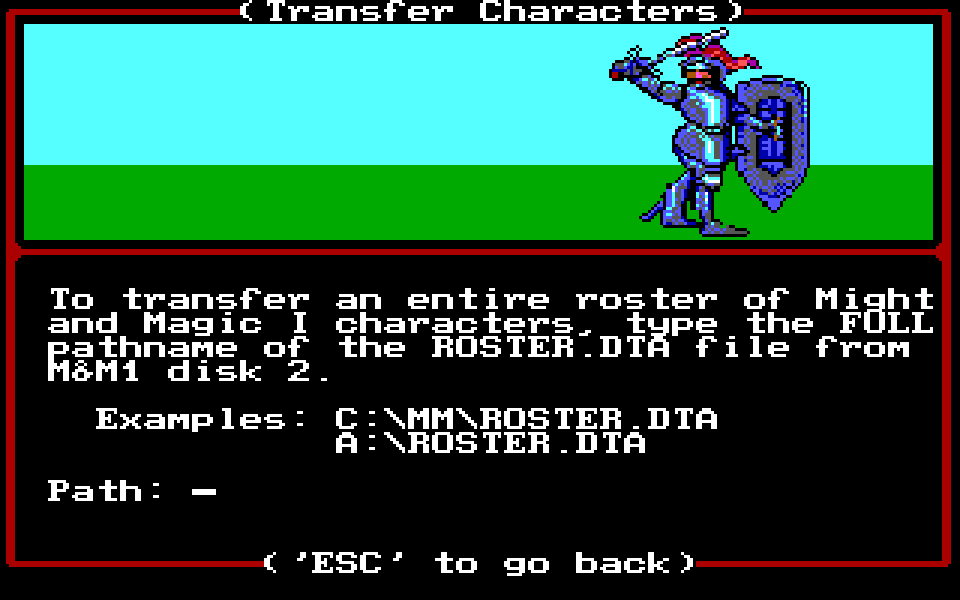 (Transfer Characters)
To transfer an entire roster of Might
and Magic I characters, type the FULL
pathname of the ROSTER.DTA file from
M&M1 disk 2.
Examples: C:\MM\ROSTER.DTA
A:\ROSTER.DTA
Path: _
('ESC' to go back)